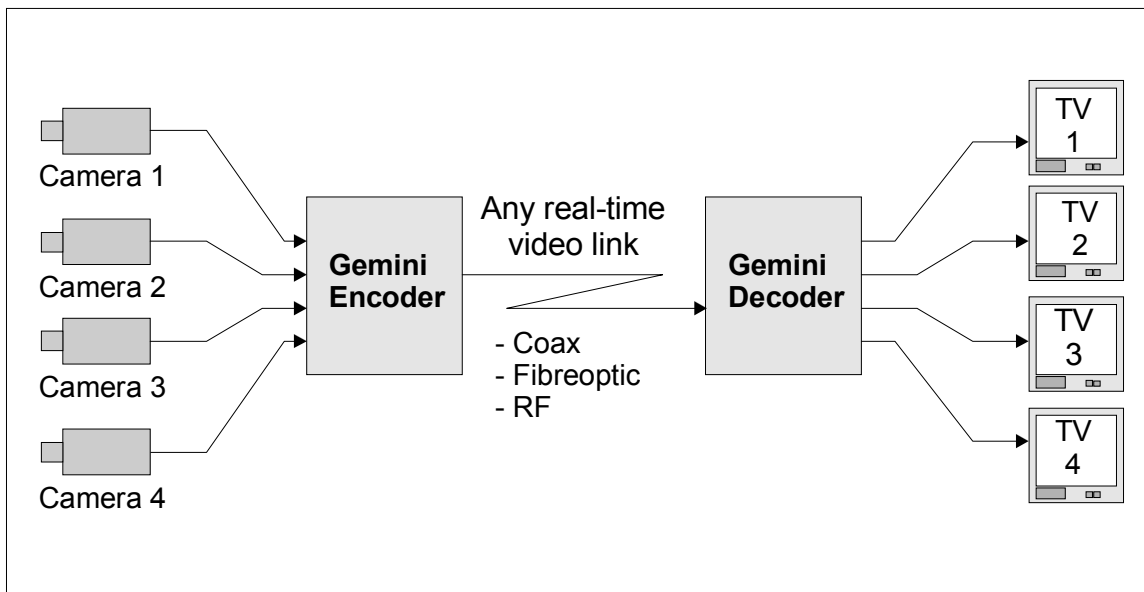 Camera 1
Camera 2
Camera 3
Camera 4
Gemini
Encoder
Any real-time
video link
- Coax
- Fibreoptic
- RF
Gemini
Decoder
TV
1
TV
2
TV
3
TV
4